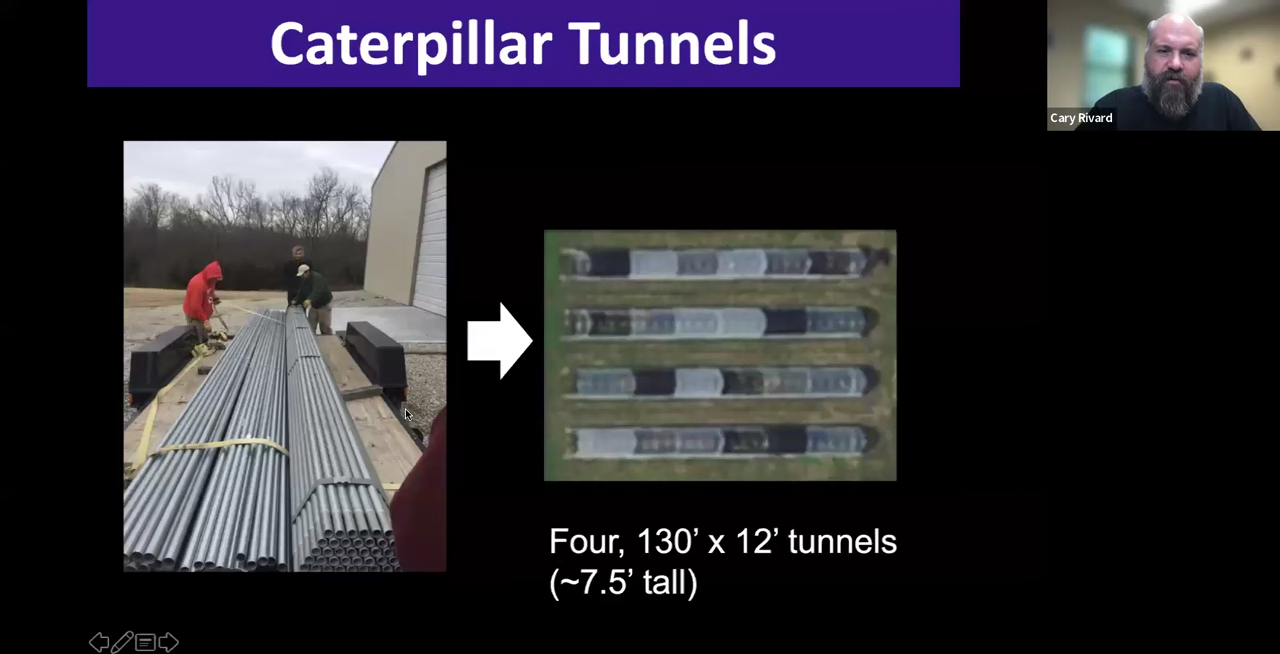 Caterpillar Tunnels
Cary Rivard
Four, 130’ x 12’ tunnels
(~7.5’ tall)